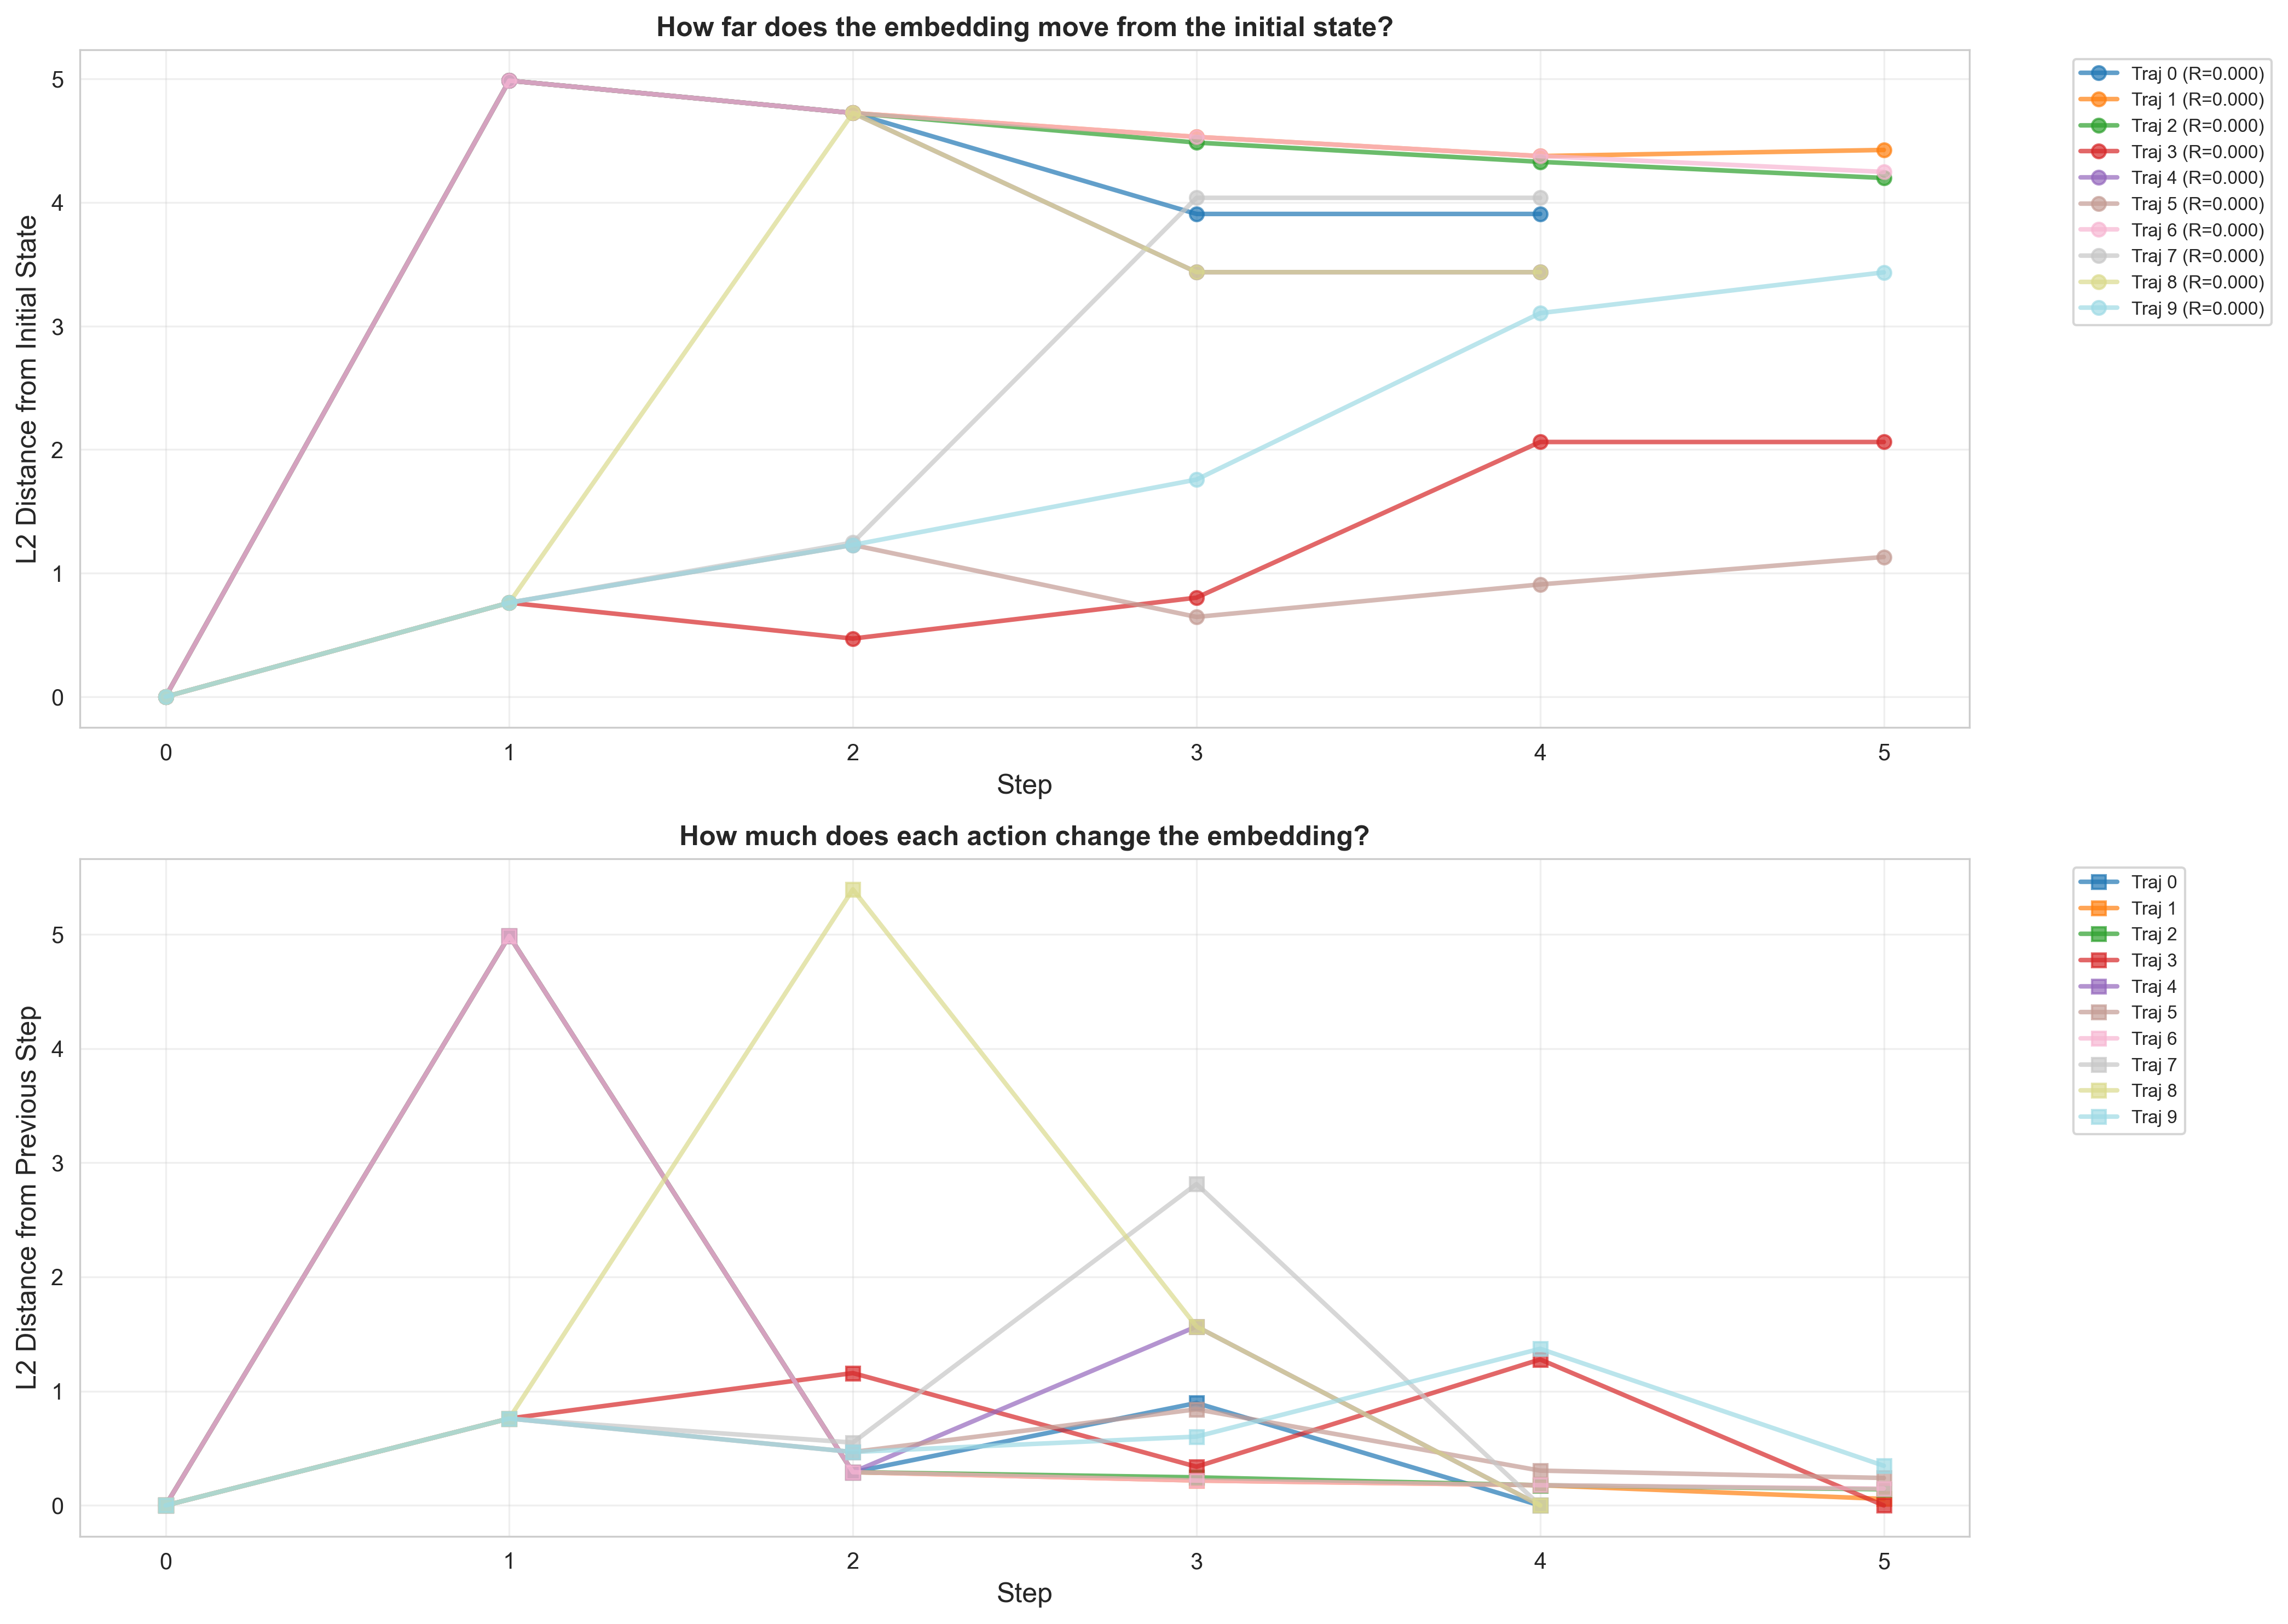 How far does the embedding move from the initial state?
L2 Distance from Initial State
5
4
3
2
1
0
0 1 2 3 4 5
Step
Traj 0 (R=0.000)
Traj 1 (R=0.000)
Traj 2 (R=0.000)
Traj 3 (R=0.000)
Traj 4 (R=0.000)
Traj 5 (R=0.000)
Traj 6 (R=0.000)
Traj 7 (R=0.000)
Traj 8 (R=0.000)
Traj 9 (R=0.000)
How much does each action change the embedding?
L2 Distance from Previous Step
5
4
3
2
1
0
0 1 2 3 4 5
Step
Traj 0
Traj 1
Traj 2
Traj 3
Traj 4
Traj 5
Traj 6
Traj 7
Traj 8
Traj 9